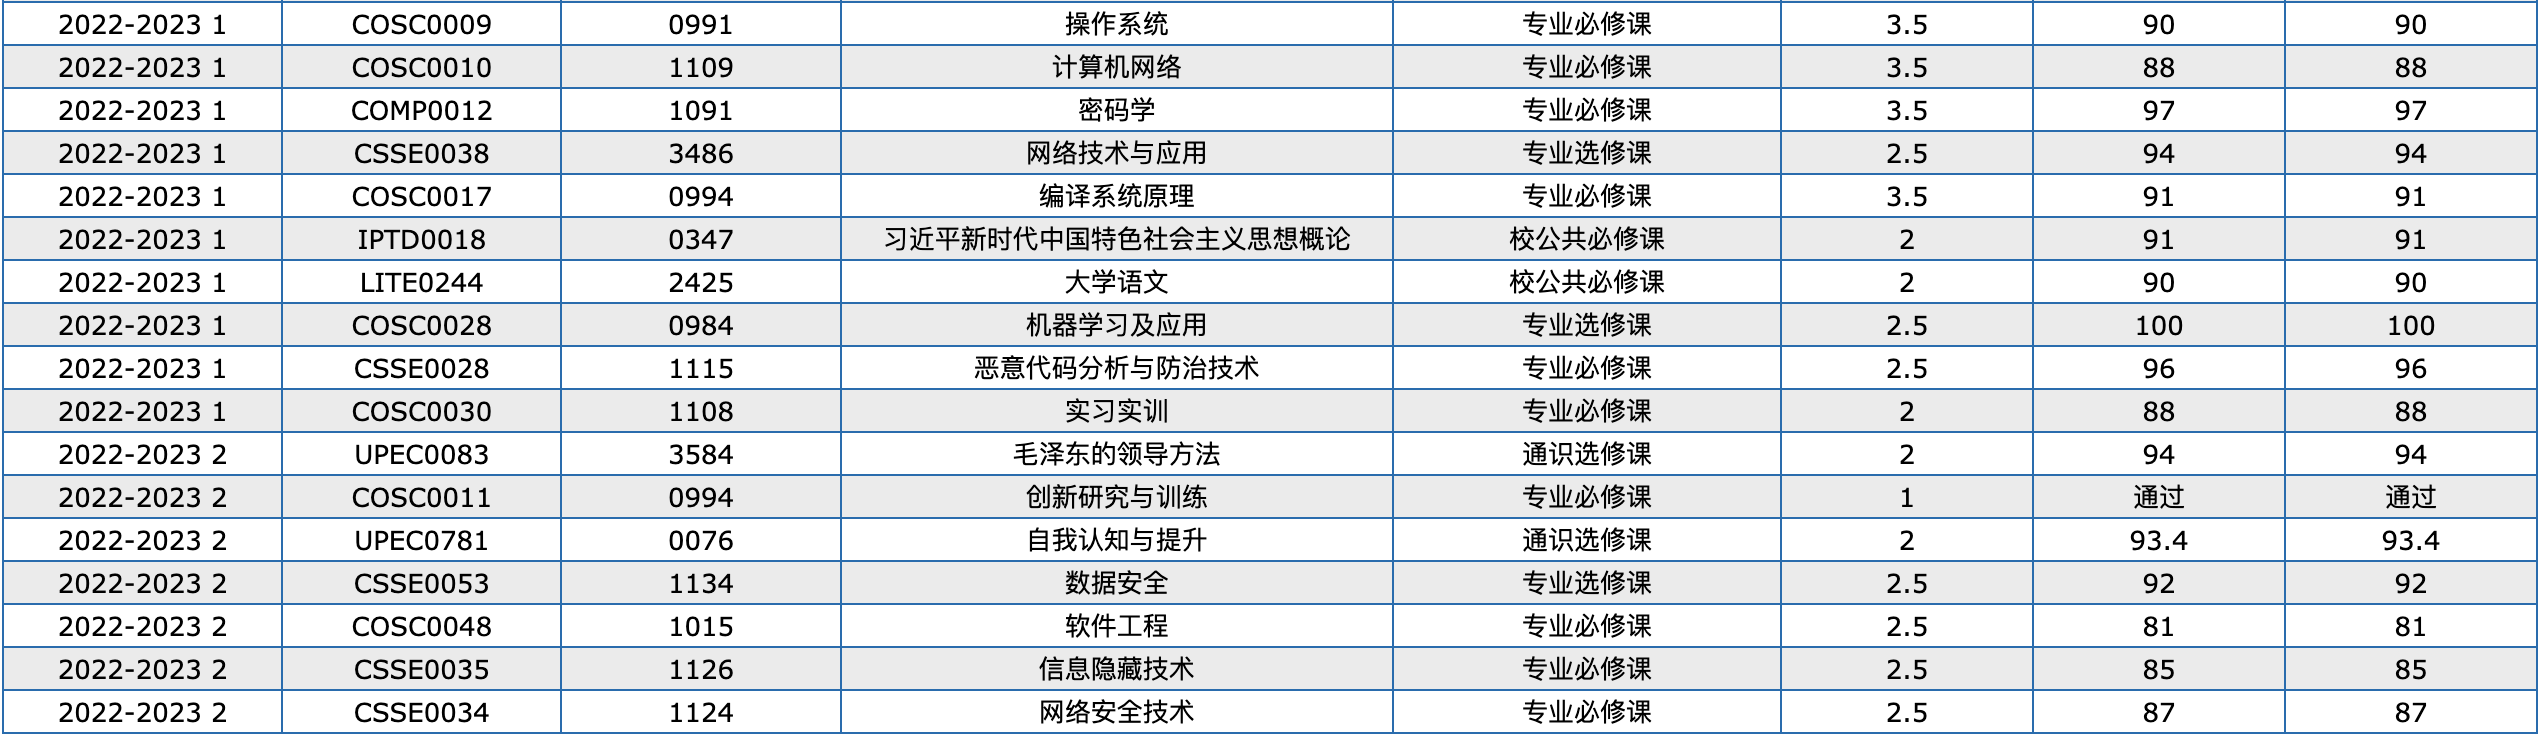 2022-2023 1 COSC0009 0991 操作系统 专业必修课 3.5 90 90
2022-2023 1 COSC0010 1109 计算机网络 专业必修课 3.5 88 88
2022-2023 1 COMP0012 1091 密码学 专业必修课 3.5 97 97
2022-2023 1 CSSE0038 3486 网络技术与应用 专业选修课 2.5 94 94
2022-2023 1 COSC0017 0994 编译系统原理 专业必修课 3.5 91 91
2022-2023 1 IPTD0018 0347 习近平新时代中国特色社会主义思想概论 校公共必修课 2 91 91
2022-2023 1 LITE0244 2425 大学语文 校公共必修课 2 90 90
2022-2023 1 COSC0028 0984 机器学习及应用 专业选修课 2.5 100 100
2022-2023 1 CSSE0028 1115 恶意代码分析与防治技术 专业必修课 2.5 96 96
2022-2023 1 COSC0030 1108 实习实训 专业必修课 2 88 88
2022-2023 2 UPEC0083 3584 毛泽东的领导方法 通识选修课 2 94 94
2022-2023 2 COSC0011 0994 创新研究与训练 专业必修课 1 通过 通过
2022-2023 2 UPEC0781 0076 自我认知与提升 通识选修课 2 93.4 93.4
2022-2023 2 CSSE0053 1134 数据安全 专业选修课 2.5 92 92
2022-2023 2 COSC0048 1015 软件工程 专业必修课 2.5 81 81
2022-2023 2 CSSE0035 1126 信息隐藏技术 专业必修课 2.5 85 85
2022-2023 2 CSSE0034 1124 网络安全技术 专业必修课 2.5 87 87